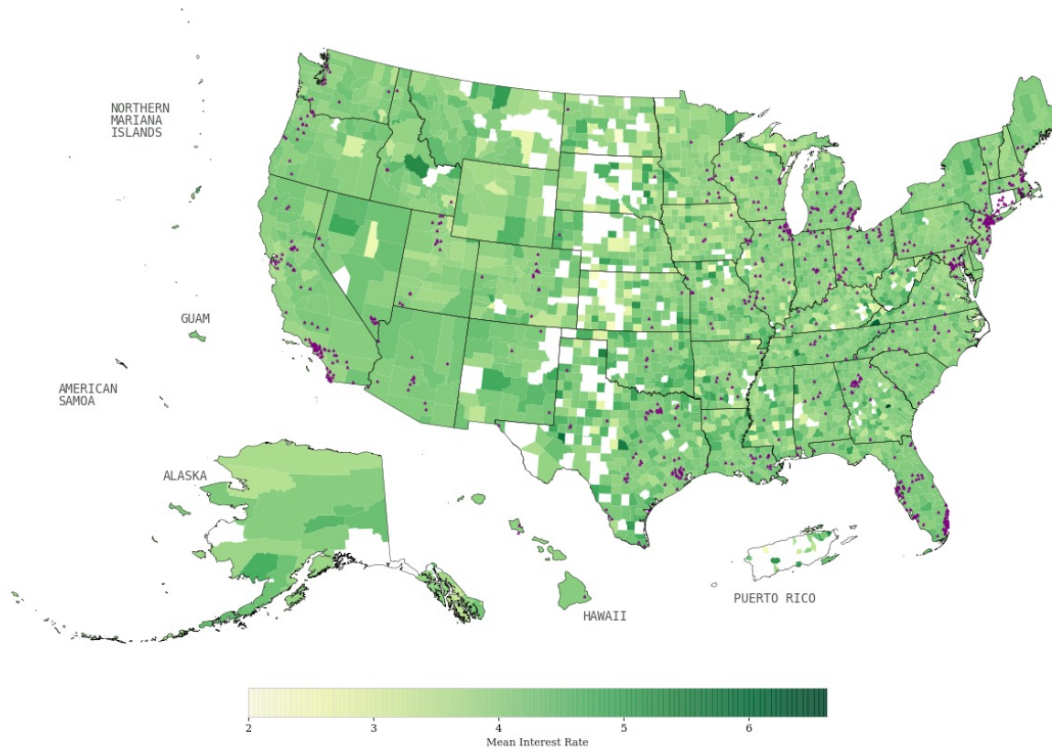 NORTHERN
MARIANA
ISLANDS
GUAM
AMERICAN
SAMOA
ALASKA
HAWAII
PUERTO RICO
2 3 4 5 6
Mean Interest Rate